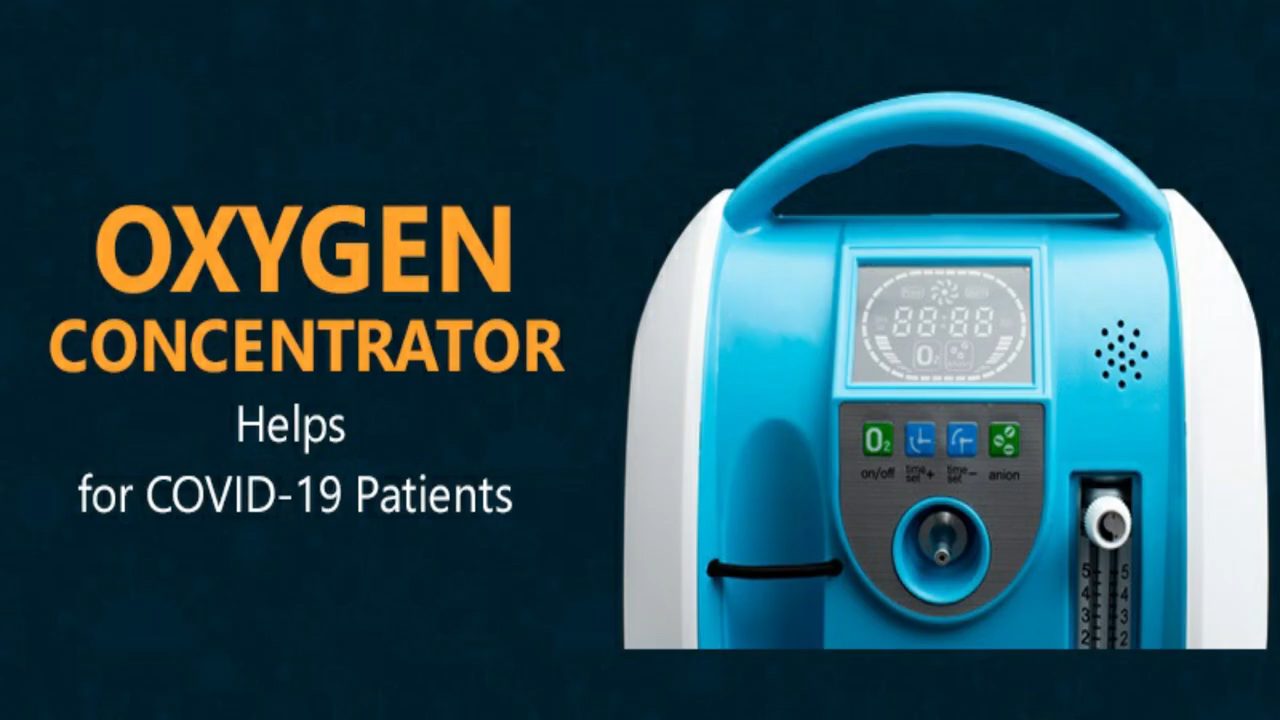 OXYGEN
CONCENTRATOR
Helps
for COVID-19 Patients
88:88
O2
O2
on/off
time set +
time set -
anion
5 5
4 4
3 3
2 2